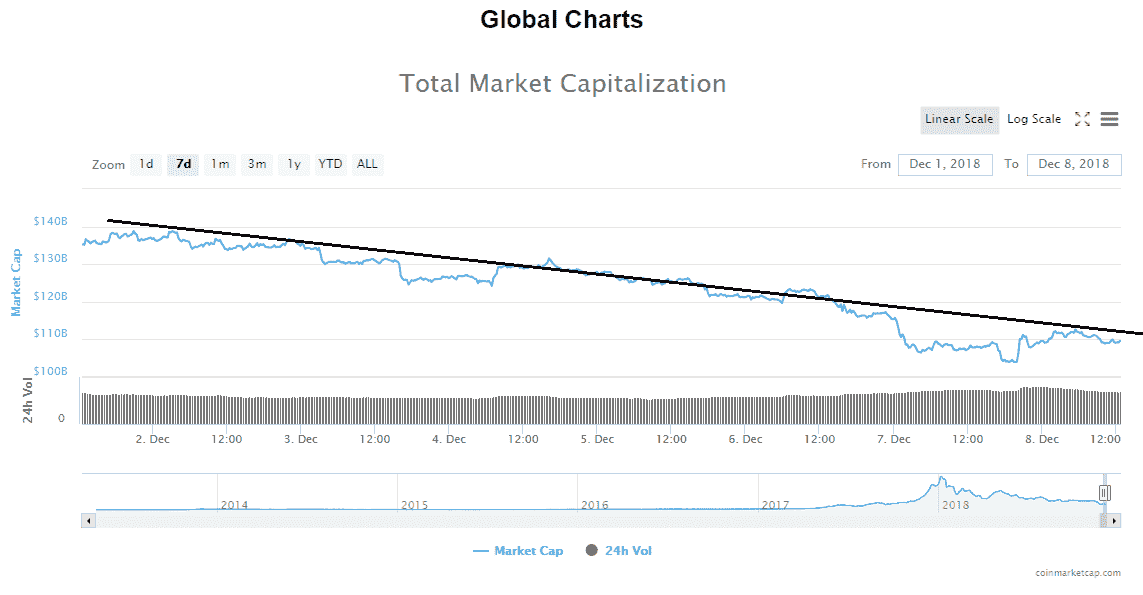 Global Charts
Total Market Capitalization
Linear Scale Log Scale
Zoom 1d 7d 1m 3m 1y YTD ALL From Dec 1, 2018 To Dec 8, 2018
$140B
$130B
$120B
$110B
$100B
Market Cap
24h Vol
0
2. Dec 12:00 3. Dec 12:00 4. Dec 12:00 5. Dec 12:00 6. Dec 12:00 7. Dec 12:00 8. Dec 12:00
2014 2015 2016 2017 2018
Market Cap 24h Vol
coinmarketcap.com